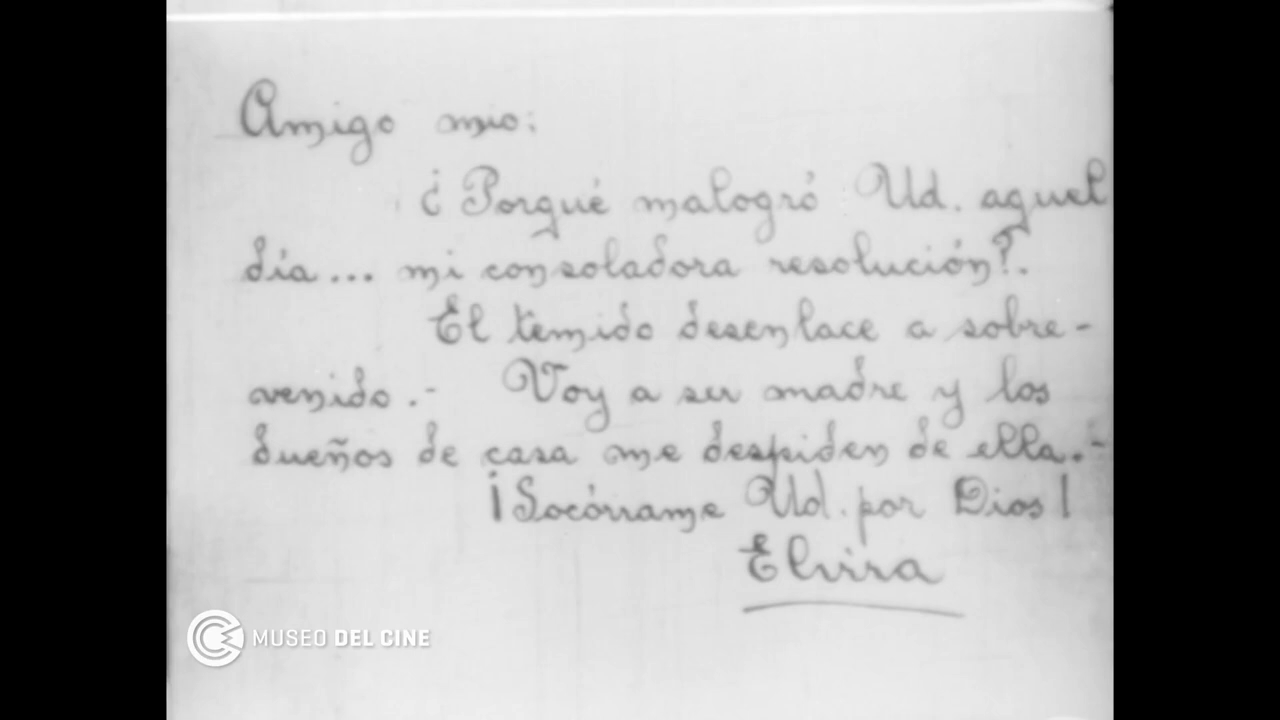 Amigo mio:
¿Porqué malogró Ud. aquel
día... mi consoladora resolución?.
El temido desenlace a sobre-
venido.- Voy a ser madre y los
dueños de casa me despiden de ella.-
¡Socórrame Ud. por Dios!
Elvira
MUSEO DEL CINE